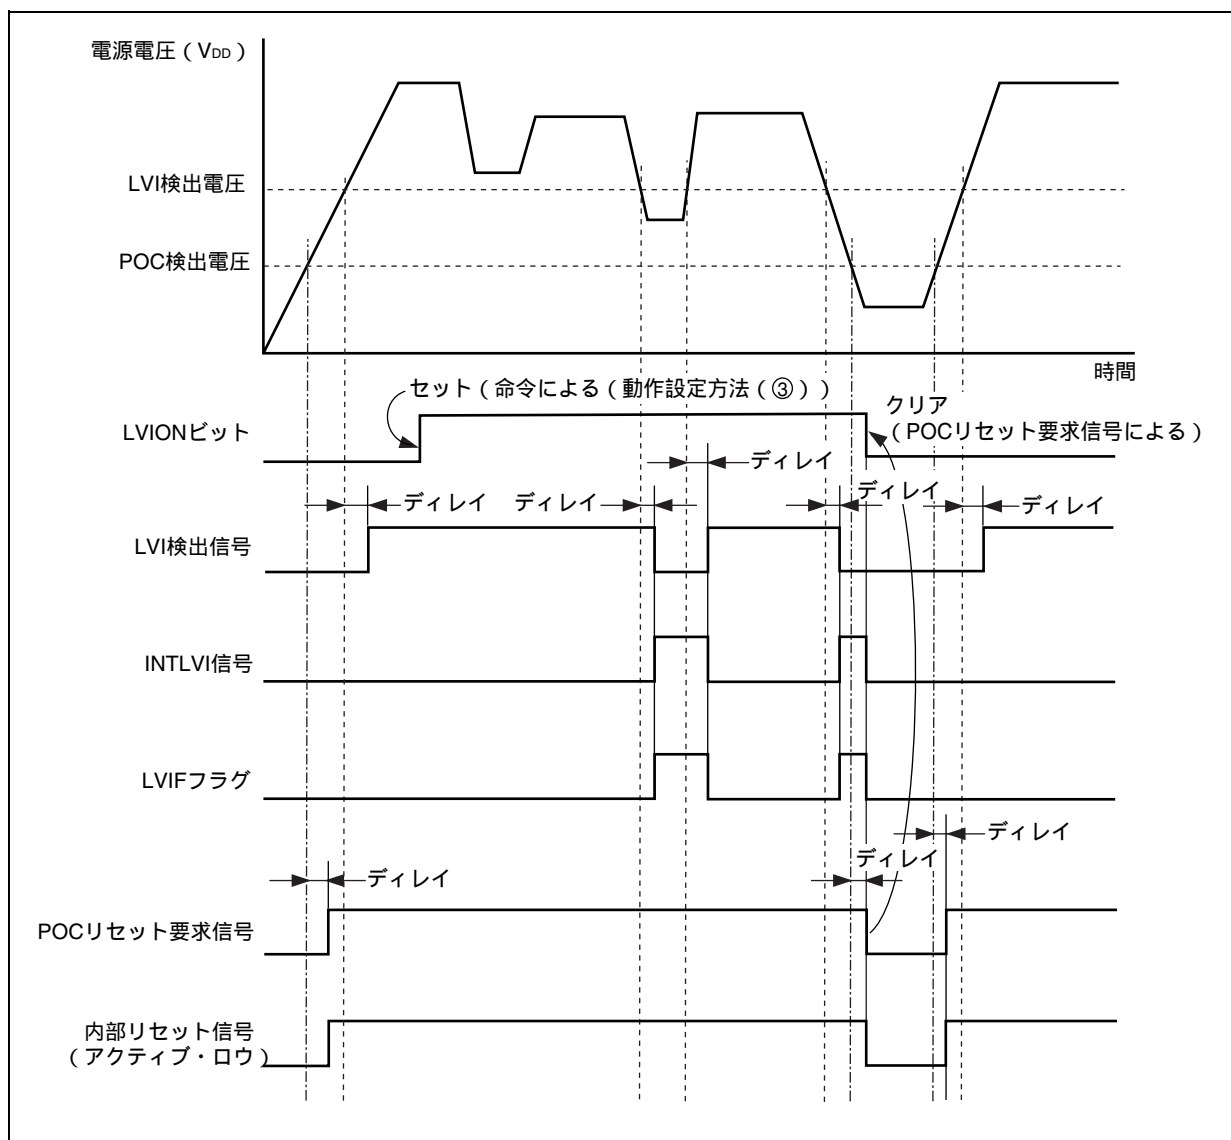 電源電圧（VDD）
LVI検出電圧
POC検出電圧
時間
セット（命令による（動作設定方法（③））
クリア
（POCリセット要求信号による）
LVIONビット
ディレイ
ディレイ
ディレイ
ディレイ
ディレイ
LVI検出信号
INTLVI信号
LVIFフラグ
ディレイ
ディレイ
ディレイ
POCリセット要求信号
内部リセット信号
（アクティブ・ロウ）